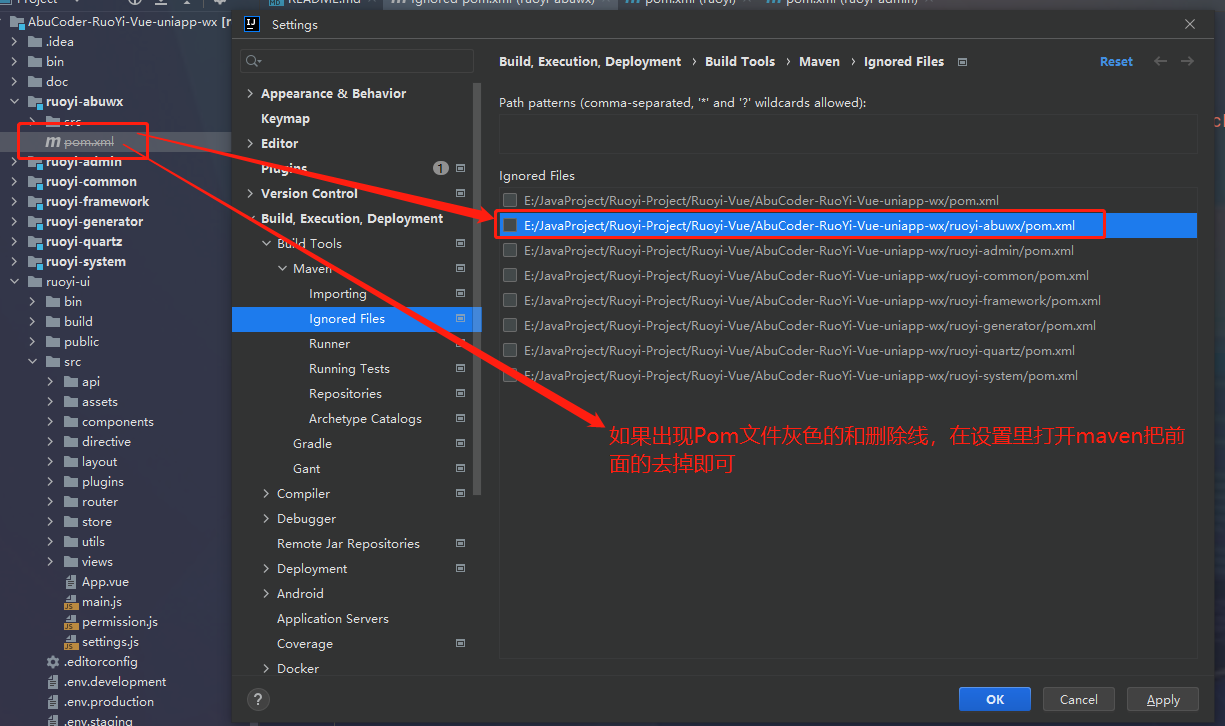 Project
README.md
Ignored pom.xml (ruoyi-abuwx)
pom.xml (ruoyi)
pom.xml (ruoyi-admin)
AbuCoder-RuoYi-Vue-uniapp-wx [r
.idea
bin
doc
ruoyi-abuwx
src
pom.xml
ruoyi-admin
ruoyi-common
ruoyi-framework
ruoyi-generator
ruoyi-quartz
ruoyi-system
ruoyi-ui
bin
build
public
src
api
assets
components
directive
layout
plugins
router
store
utils
views
App.vue
main.js
permission.js
settings.js
.editorconfig
.env.development
.env.production
.env.staging
Settings
Appearance & Behavior
Keymap
Editor
Plugins 1
Version Control
Build, Execution, Deployment
Build Tools
Maven
Importing
Ignored Files
Runner
Running Tests
Repositories
Archetype Catalogs
Gradle
Gant
Compiler
Debugger
Remote Jar Repositories
Deployment
Android
Application Servers
Coverage
Docker
Build, Execution, Deployment › Build Tools › Maven › Ignored Files
Reset
Path patterns (comma-separated, '*' and '?' wildcards allowed):
Ignored Files
E:/JavaProject/Ruoyi-Project/Ruoyi-Vue/AbuCoder-RuoYi-Vue-uniapp-wx/pom.xml
E:/JavaProject/Ruoyi-Project/Ruoyi-Vue/AbuCoder-RuoYi-Vue-uniapp-wx/ruoyi-abuwx/pom.xml
E:/JavaProject/Ruoyi-Project/Ruoyi-Vue/AbuCoder-RuoYi-Vue-uniapp-wx/ruoyi-admin/pom.xml
E:/JavaProject/Ruoyi-Project/Ruoyi-Vue/AbuCoder-RuoYi-Vue-uniapp-wx/ruoyi-common/pom.xml
E:/JavaProject/Ruoyi-Project/Ruoyi-Vue/AbuCoder-RuoYi-Vue-uniapp-wx/ruoyi-framework/pom.xml
E:/JavaProject/Ruoyi-Project/Ruoyi-Vue/AbuCoder-RuoYi-Vue-uniapp-wx/ruoyi-generator/pom.xml
E:/JavaProject/Ruoyi-Project/Ruoyi-Vue/AbuCoder-RuoYi-Vue-uniapp-wx/ruoyi-quartz/pom.xml
E:/JavaProject/Ruoyi-Project/Ruoyi-Vue/AbuCoder-RuoYi-Vue-uniapp-wx/ruoyi-system/pom.xml
如果出现Pom文件灰色的和删除线，在设置里打开maven把前
面的去掉即可
?
OK
Cancel
Apply